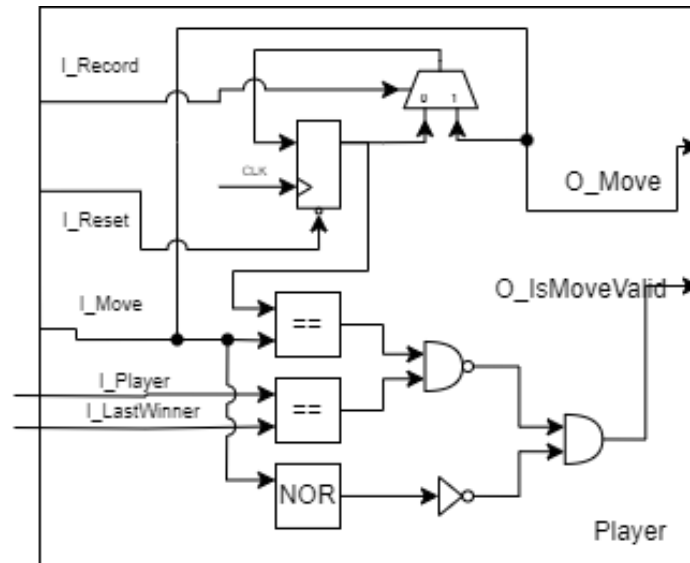 I_Record
0 1
CLK
O_Move
I_Reset
I_Move
O_IsMoveValid
==
I_Player
I_LastWinner
==
NOR
Player